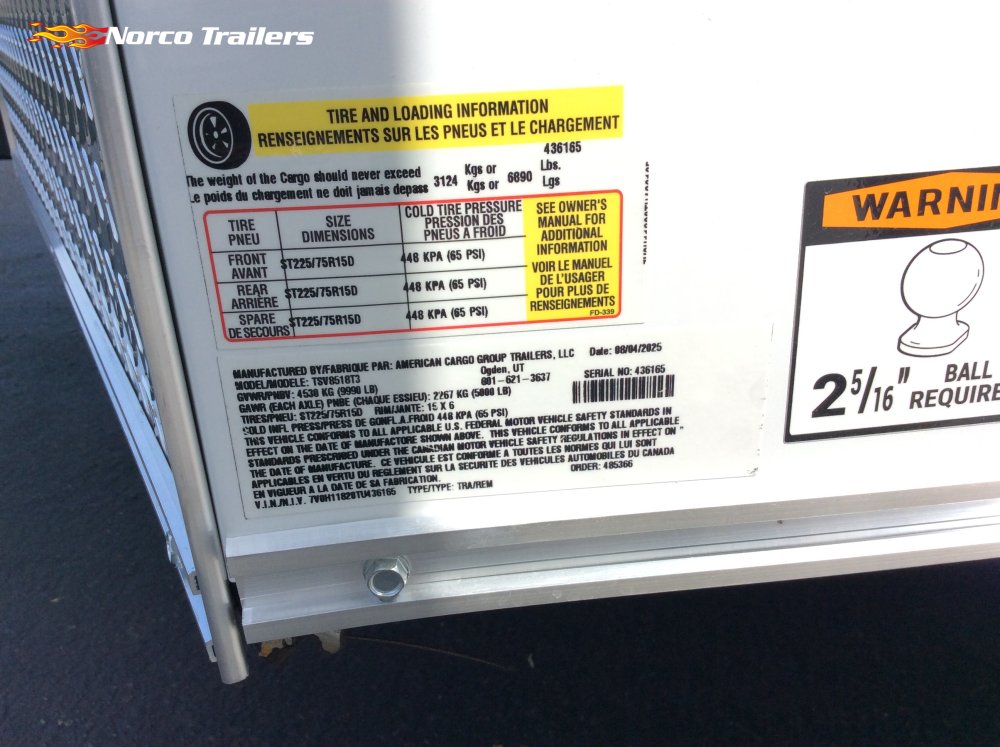 Norco Trailers
TIRE AND LOADING INFORMATION
RENSEIGNEMENTS SUR LES PNEUS ET LE CHARGEMENT
436165
The weight of the Cargo should never exceed 3124 Kgs or 6890 Lbs.
Le poids du chargement ne doit jamais depass Kgs or Lgs
TIRE PNEU SIZE DIMENSIONS COLD TIRE PRESSURE PRESSION DES PNEUS A FROID
FRONT AVANT ST225/75R15D 448 KPA (65 PSI)
REAR ARRIÈRE ST225/75R15D 448 KPA (65 PSI)
SPARE DE SECOURS ST225/75R15D 448 KPA (65 PSI)
SEE OWNER'S
MANUAL FOR
ADDITIONAL
INFORMATION
VOIR LE MANUEL
DE L'USAGER
POUR PLUS DE
RENSEIGNEMENTS
FD-339
MANUFACTURED BY/FABRIQUE PAR: AMERICAN CARGO GROUP TRAILERS, LLC Date: 08/04/2025
Ogden, UT
MODEL/MODELE: TSV8518T3 801-621-3637 SERIAL NO: 436165
GVWR/PNBV: 4530 KG (9990 LB)
GAWR (EACH AXLE) PNBE (CHAQUE ESSIEU): 2267 KG (5000 LB)
TIRES/PNEU: ST225/75R15D RIM/JANTE: 15 X 6
COLD INFL PRESS/PRESS DE GONFL.A.FROID 448 KPA (65 PSI)
THIS VEHICLE CONFORMS TO ALL APPLICABLE U.S. FEDERAL MOTOR VEHICLE SAFETY STANDARDS IN
EFFECT ON THE DATE OF MANUFACTURE SHOWN ABOVE. THIS VEHICLE CONFORMS TO ALL APPLICABLE
STANDARDS PRESCRIBED UNDER THE CANADIAN MOTOR VEHICLE SAFETY REGULATIONS IN EFFECT ON
THE DATE OF MANUFACTURE. CE VEHICULE EST CONFORME A TOUTES LES NORMES QUI LUI SONT
APPLICABLES EN VERTU DU REGLEMENT SUR LA SECURITE DES VEHICULES AUTOMOBILES DU CANADA
EN VIGUEUR A LA DATE DE SA FABRICATION. ORDER: 485366
V.I.N./N.I.V. 7V0H11820TU436165 TYPE/TYPE: TRA/REM
WARNIN
2 5/16" BALL
REQUIRE